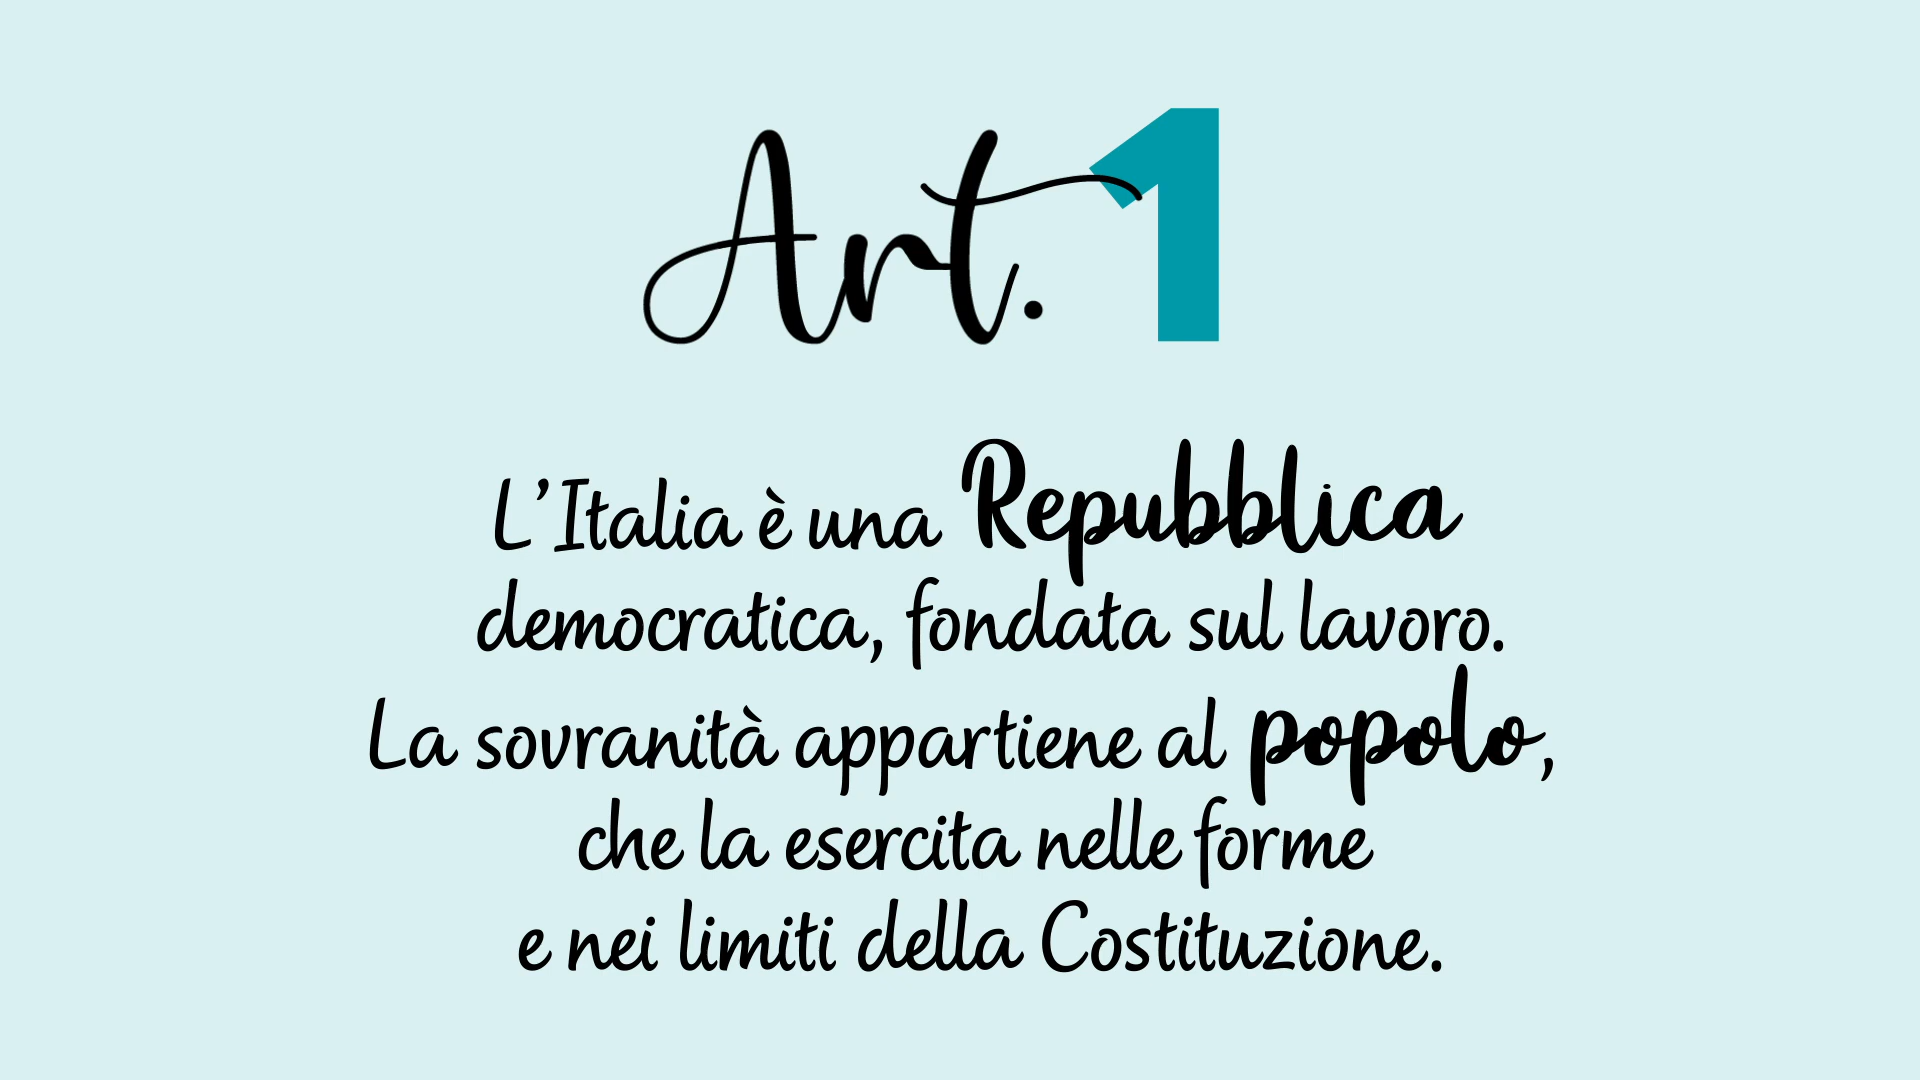 Art. 1
L’Italia è una Repubblica
democratica, fondata sul lavoro.
La sovranità appartiene al popolo,
che la esercita nelle forme
e nei limiti della Costituzione.